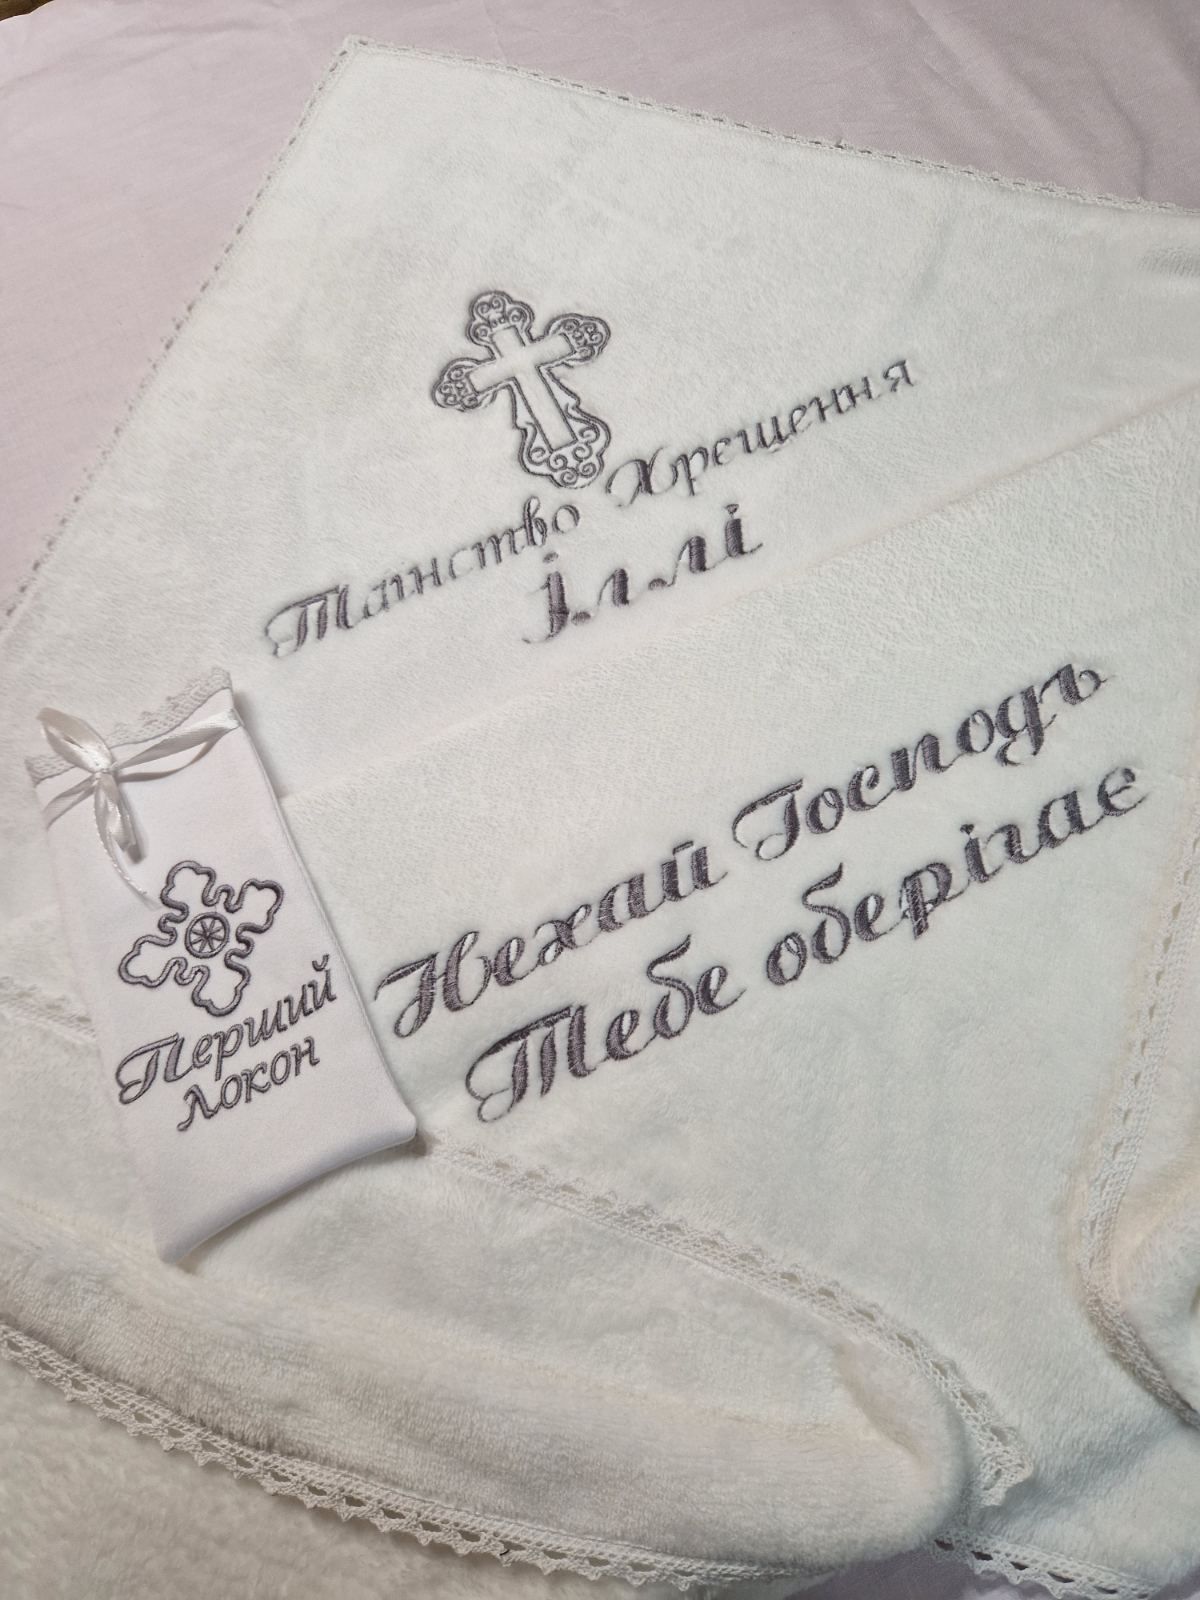 Таїнство Хрещення
Іллі
Нехай Господь
Тебе оберігає
Перший
локон